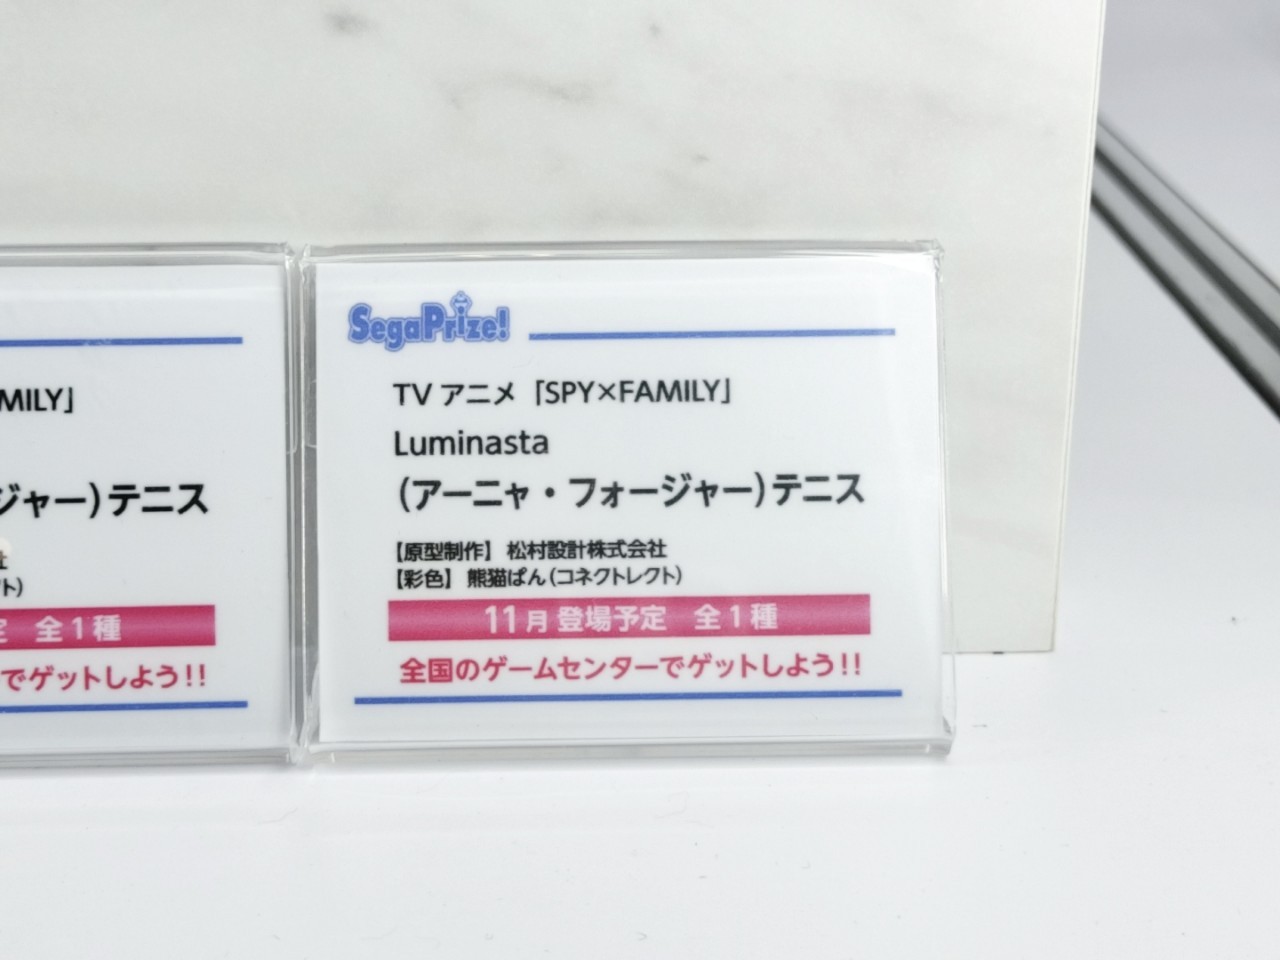 MILY」
ジャー)テニス
ト)
全1種
でゲットしよう!!
SegaPrize!
TV アニメ「SPY×FAMILY」
Luminasta
(アーニャ・フォージャー)テニス
【原型制作】 松村設計株式会社
【彩色】 熊猫ぱん(コネクトレクト)
11月 登場予定 全1種
全国のゲームセンターでゲットしよう!!